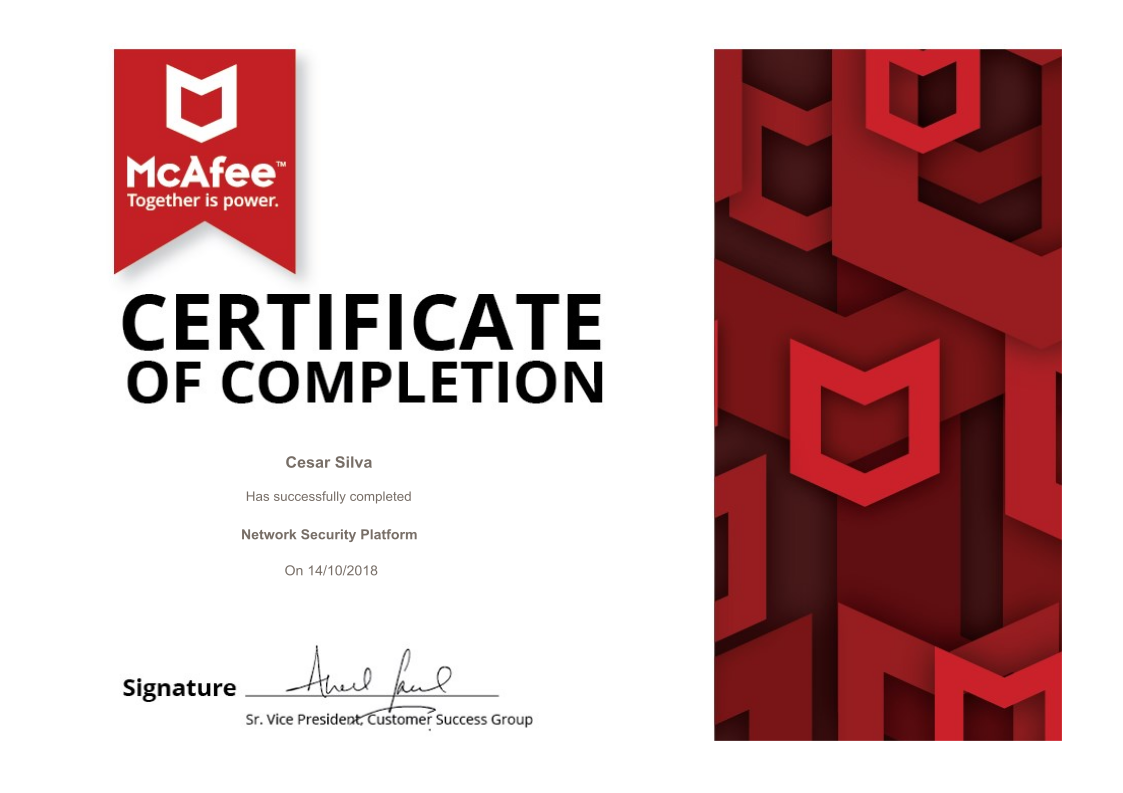 McAfee™
Together is power.
CERTIFICATE
OF COMPLETION
Cesar Silva
Has successfully completed
Network Security Platform
On 14/10/2018
Signature
Sr. Vice President, Customer Success Group